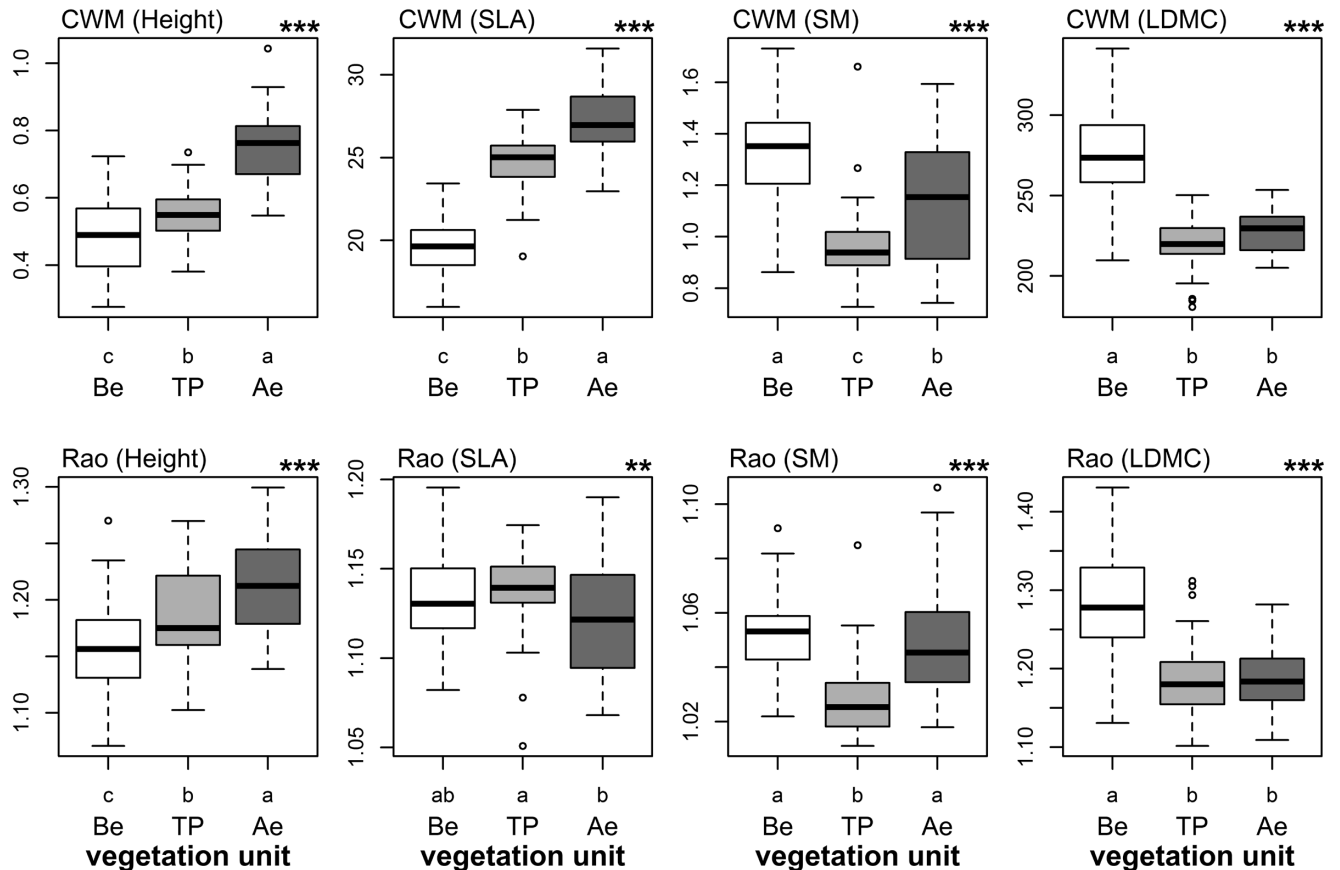 CWM (Height) ***
1.0
0.8
0.6
0.4
c b a
Be TP Ae
CWM (SLA) ***
30
25
20
c b a
Be TP Ae
CWM (SM) ***
1.6
1.4
1.2
1.0
0.8
a c b
Be TP Ae
CWM (LDMC) ***
300
250
200
a b b
Be TP Ae
Rao (Height) ***
1.30
1.20
1.10
c b a
Be TP Ae
vegetation unit
Rao (SLA) **
1.20
1.15
1.10
1.05
ab a b
Be TP Ae
vegetation unit
Rao (SM) ***
1.10
1.06
1.02
a b a
Be TP Ae
vegetation unit
Rao (LDMC) ***
1.40
1.30
1.20
1.10
a b b
Be TP Ae
vegetation unit